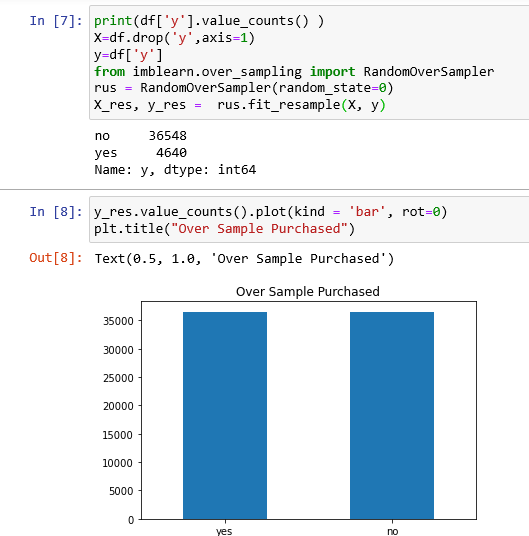 In [7]: print(df['y'].value_counts() )
X=df.drop('y',axis=1)
y=df['y']
from imblearn.over_sampling import RandomOverSampler
rus = RandomOverSampler(random_state=0)
X_res, y_res =  rus.fit_resample(X, y)
no     36548
yes     4640
Name: y, dtype: int64
In [8]: y_res.value_counts().plot(kind = 'bar', rot=0)
plt.title("Over Sample Purchased")
Out[8]: Text(0.5, 1.0, 'Over Sample Purchased')
Over Sample Purchased
35000
30000
25000
20000
15000
10000
5000
0
yes no